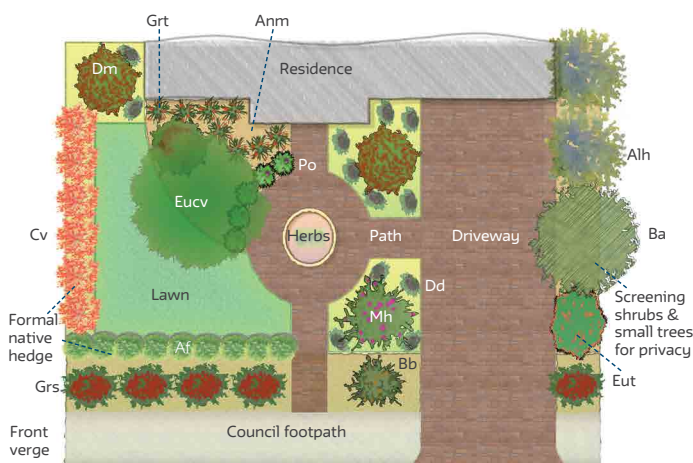 Grt
Anm
Residence
Dm
Alh
Po
Eucv
Cv
Herbs
Path
Driveway
Ba
Lawn
Dd
Mh
Screening
shrubs &
small trees
for privacy
Formal
native
hedge
Af
Bb
Eut
Grs
Front
verge
Council footpath